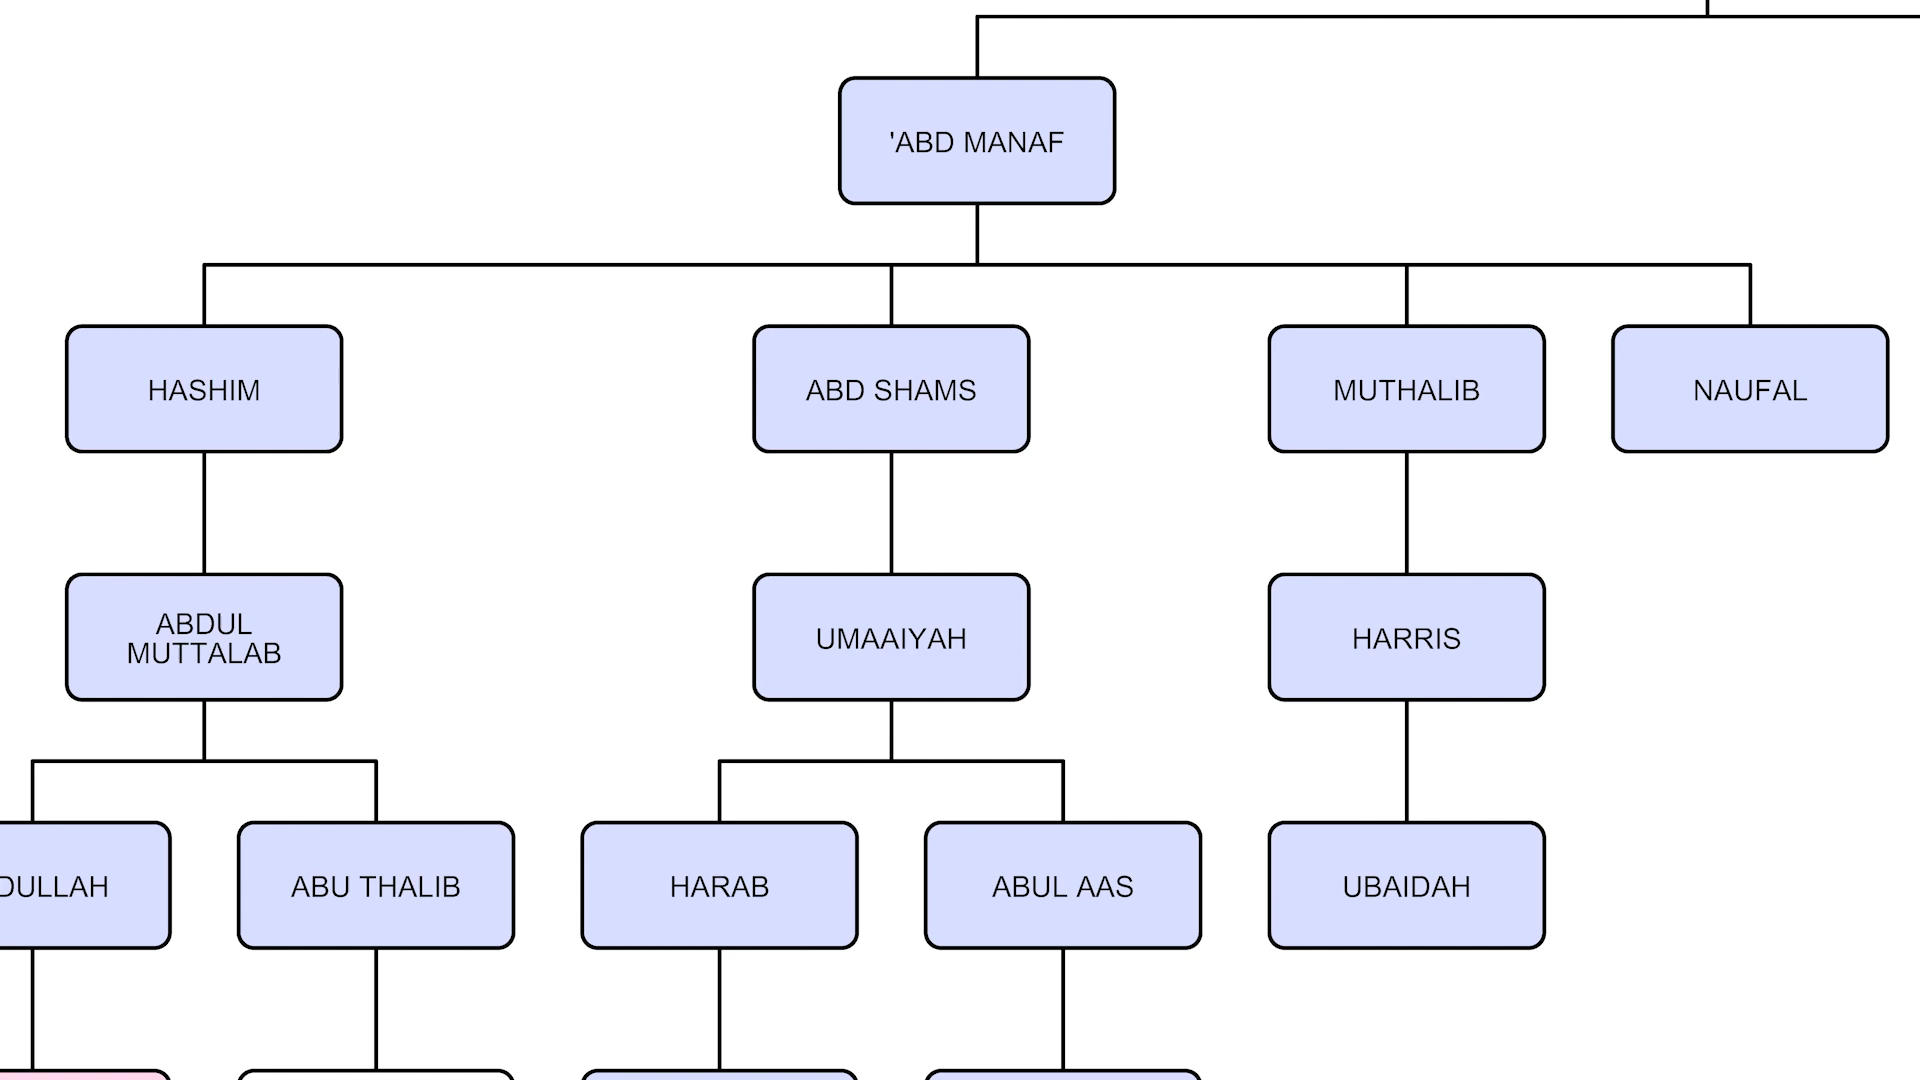 'ABD MANAF
HASHIM
ABD SHAMS
MUTHALIB
NAUFAL
ABDUL
MUTTALAB
UMAAIYAH
HARRIS
DULLAH
ABU THALIB
HARAB
ABUL AAS
UBAIDAH